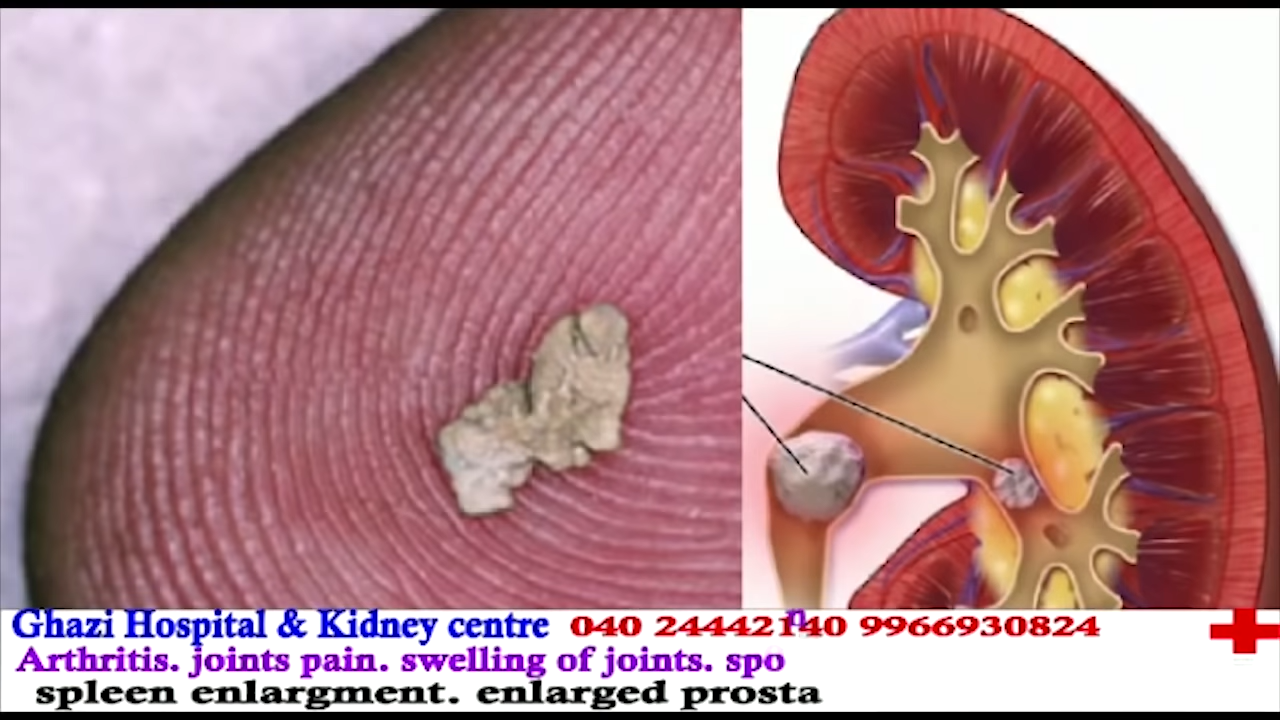 Ghazi Hospital & Kidney centre 040 24442140 9966930824
Arthritis. joints pain. swelling of joints. spo
spleen enlargment. enlarged prosta